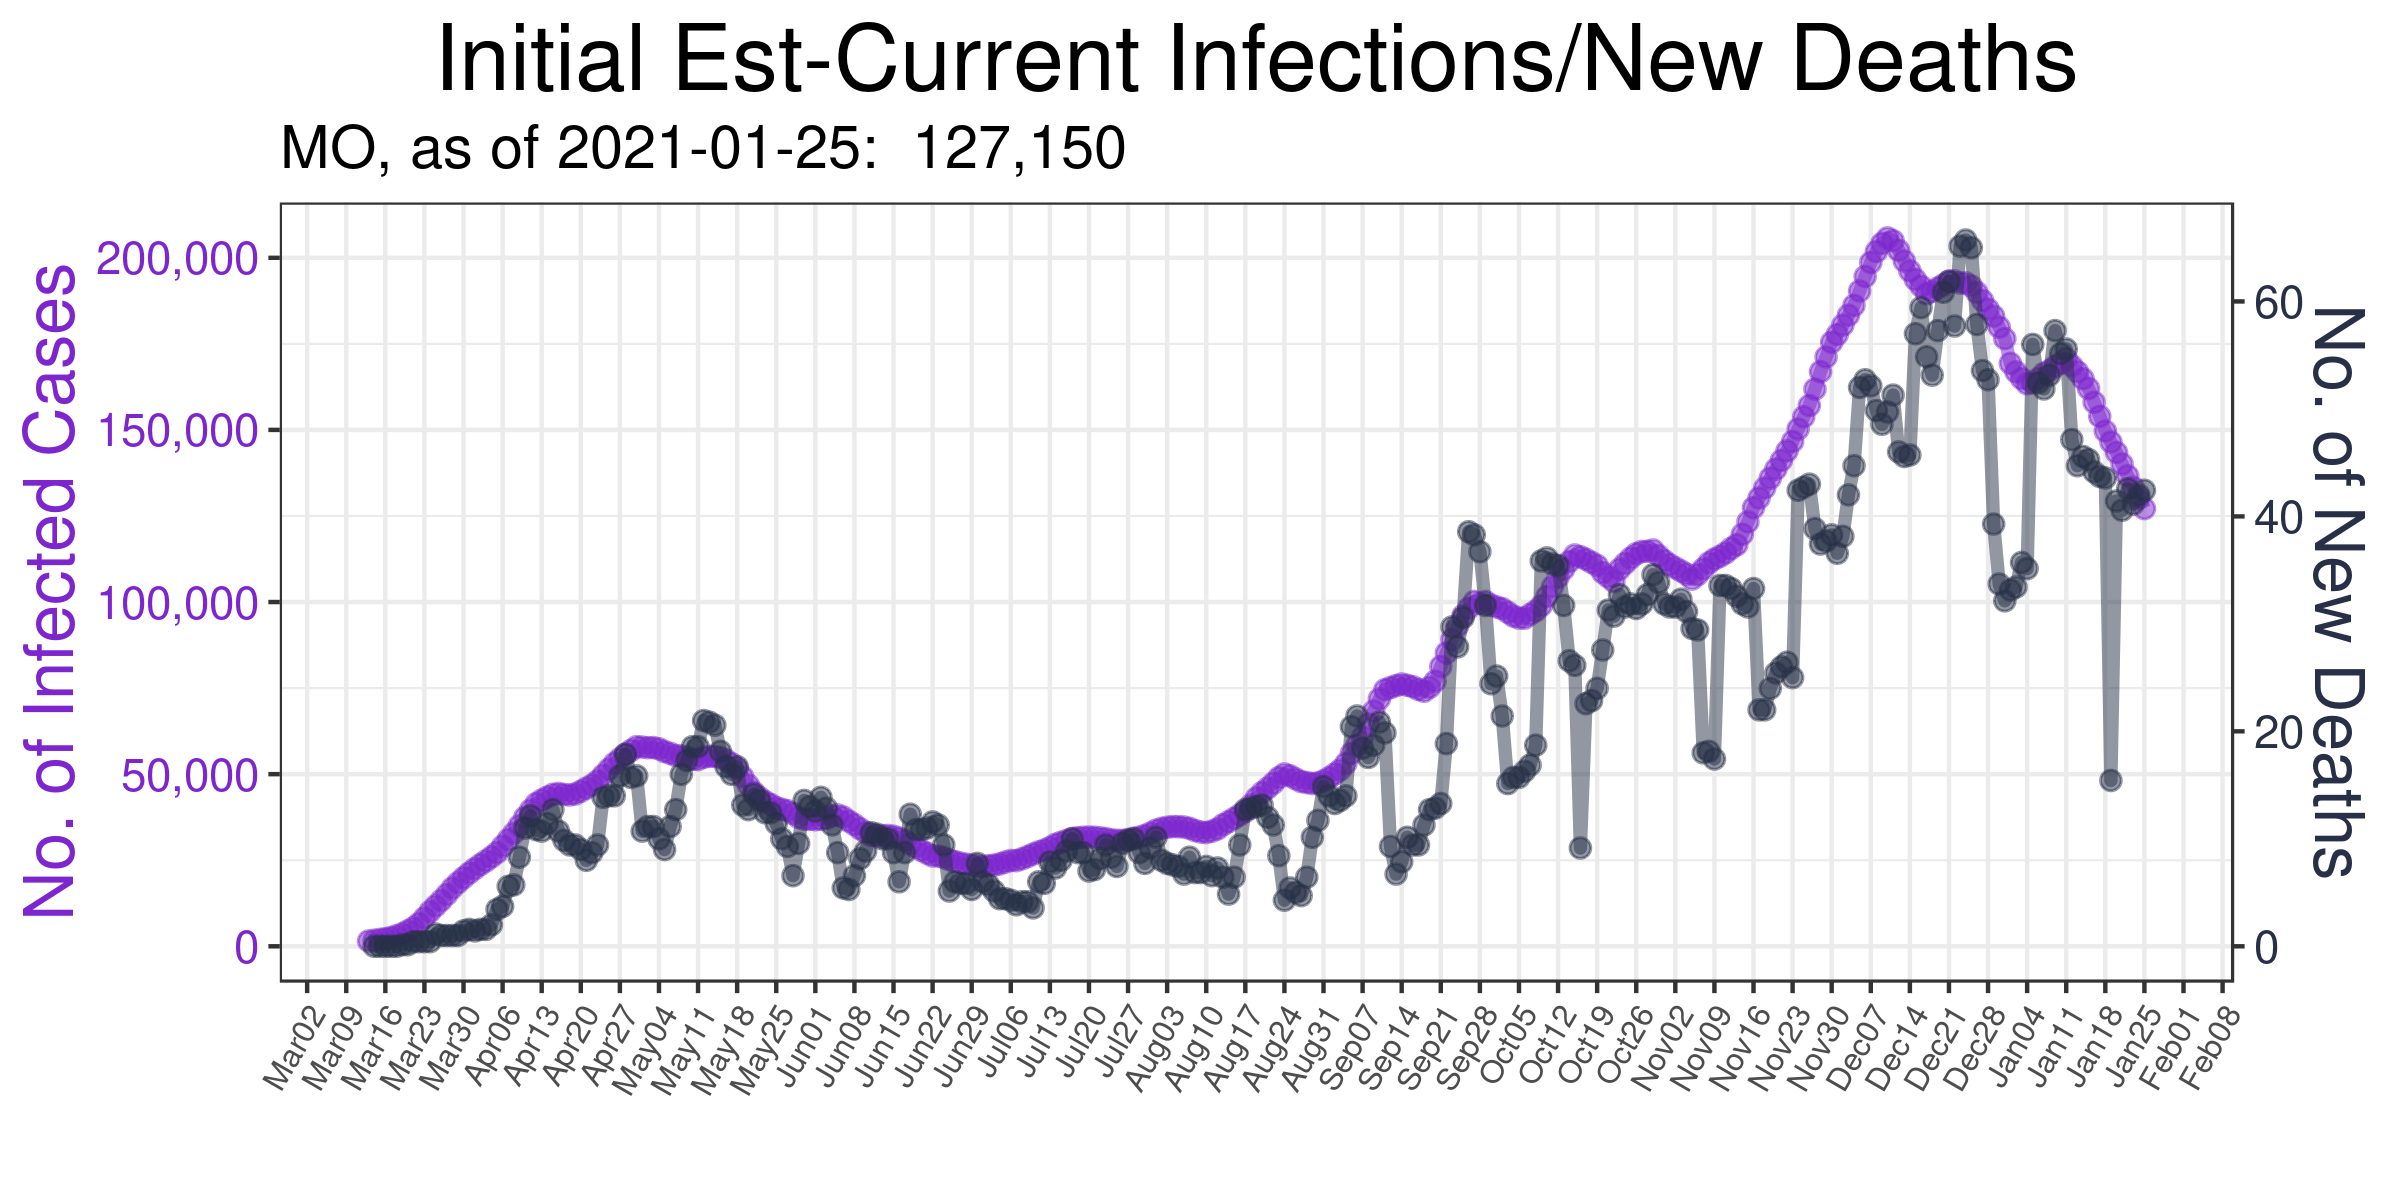 Initial Est-Current Infections/New Deaths
MO, as of 2021-01-25:  127,150
No. of Infected Cases
200,000
150,000
100,000
50,000
0
60
40
20
0
No. of New Deaths
Mar02
Mar09
Mar16
Mar23
Mar30
Apr06
Apr13
Apr20
Apr27
May04
May11
May18
May25
Jun01
Jun08
Jun15
Jun22
Jun29
Jul06
Jul13
Jul20
Jul27
Aug03
Aug10
Aug17
Aug24
Aug31
Sep07
Sep14
Sep21
Sep28
Oct05
Oct12
Oct19
Oct26
Nov02
Nov09
Nov16
Nov23
Nov30
Dec07
Dec14
Dec21
Dec28
Jan04
Jan11
Jan18
Jan25
Feb01
Feb08